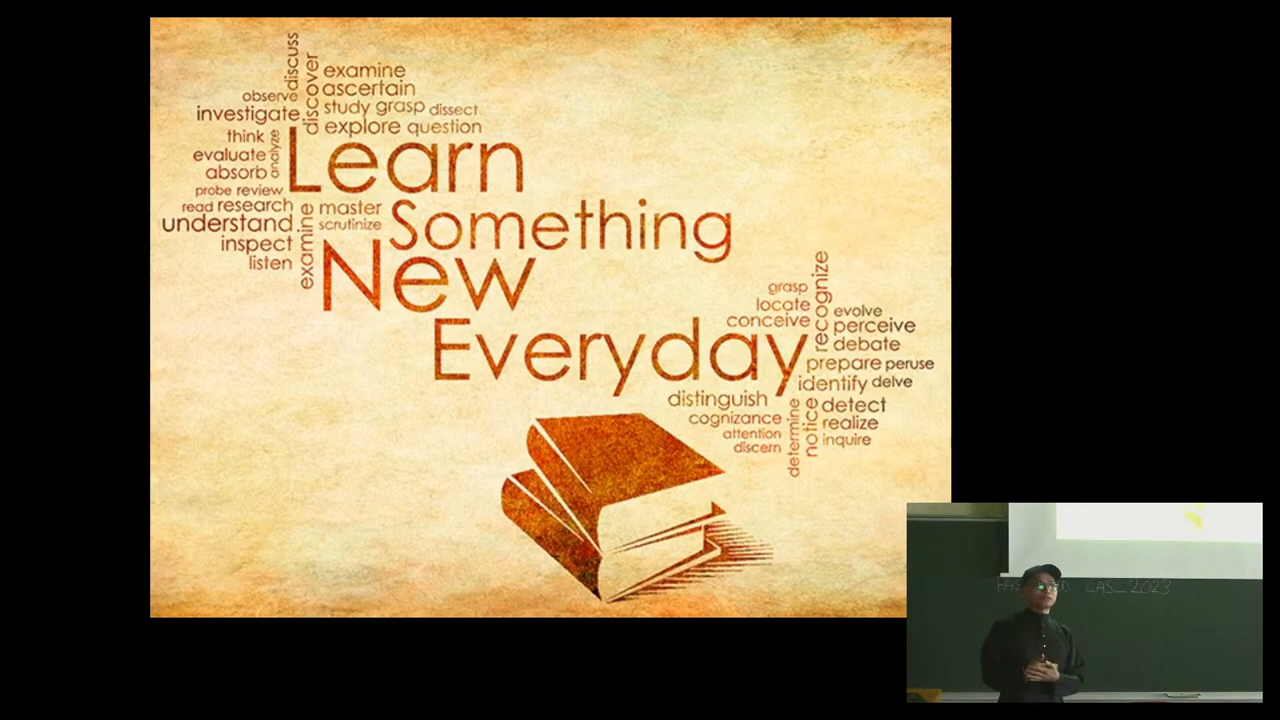 discuss
discover
examine
ascertain
observe
study grasp dissect
investigate
explore question
think
analyze
evaluate
absorb
Learn
probe review
read research
master
understand
scrutinize
inspect
listen
examine
Something
New
Everyday
grasp
recognize
locate
evolve
conceive
perceive
debate
prepare peruse
identify delve
distinguish
detect
cognizance
realize
attention
inquire
discern
determine
notice
LAS_2023